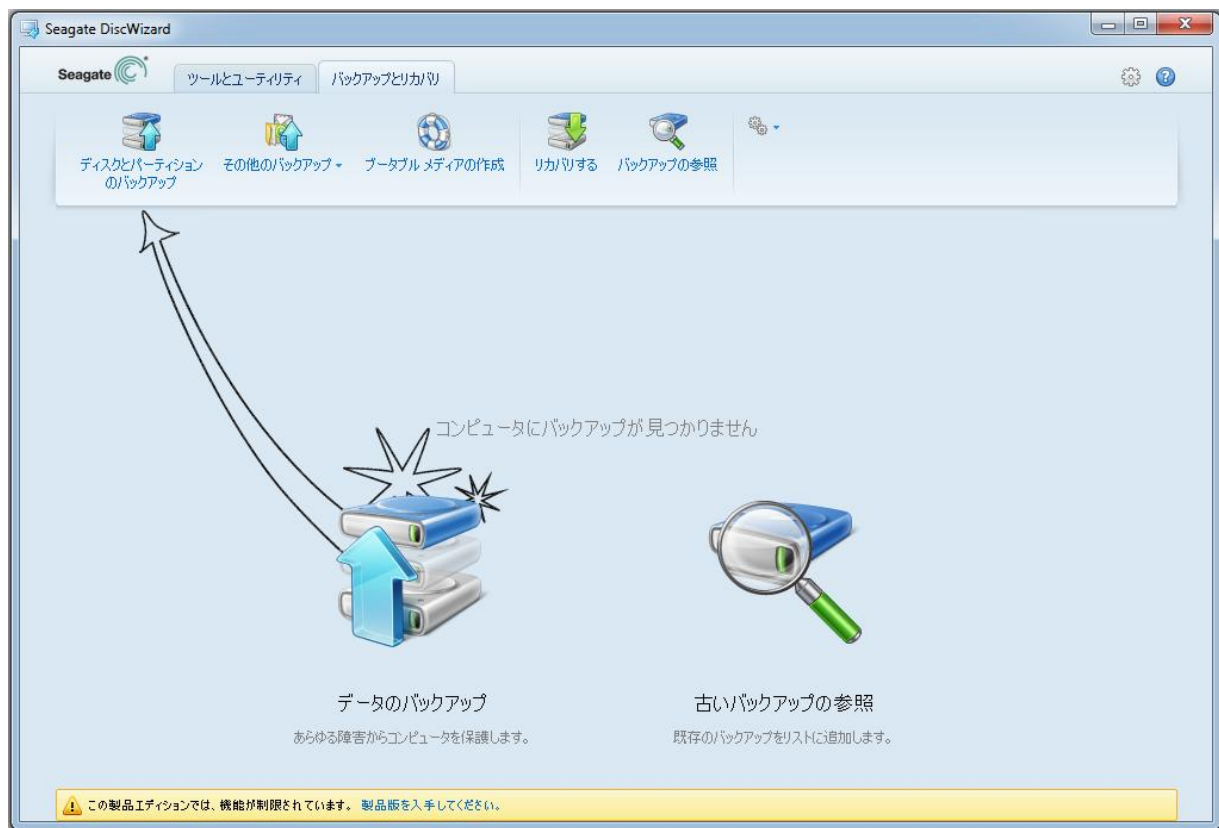 Seagate DiscWizard
Seagate
ツールとユーティリティ
バックアップとリカバリ
ディスクとパーティション
のバックアップ
その他のバックアップ
ブータブル メディアの作成
リカバリする
バックアップの参照
コンピュータにバックアップが見つかりません
データのバックアップ
あらゆる障害からコンピュータを保護します。
古いバックアップの参照
既存のバックアップをリストに追加します。
この製品エディションでは、機能が制限されています。 製品版を入手してください。